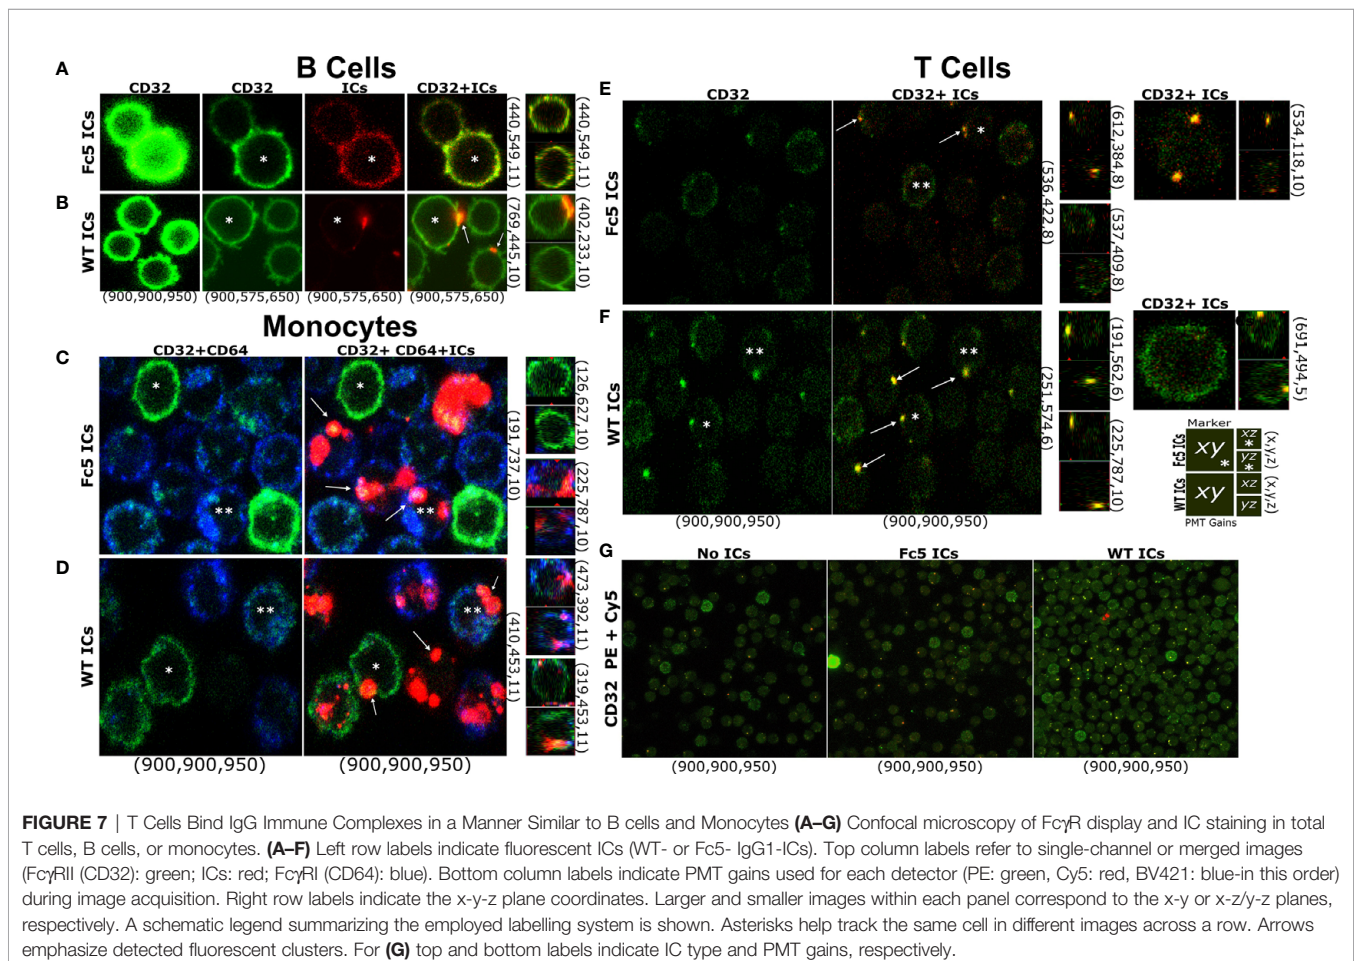 B Cells
A
CD32
CD32
ICs
CD32+ICs
Fc5 ICs
*
*
*
(440,549,11)
(440,549,11)
B
WT ICs
*
*
*
(769,445,10)
(402,233,10)
(900,900,950)
(900,575,650)
(900,575,650)
(900,575,650)
Monocytes
C
CD32+CD64
CD32+ CD64+ICs
Fc5 ICs
*
*
**
**
(191,737,10)
(126,627,10)
(225,787,10)
D
WT ICs
**
**
*
*
(410,453,11)
(473,392,11)
(319,453,11)
(900,900,950)
(900,900,950)
T Cells
E
CD32
CD32+ ICs
CD32+ ICs
Fc5 ICs
*
**
(536,422,8)
(612,384,8)
(537,409,8)
(534,118,10)
F
WT ICs
**
**
*
*
(251,574,6)
(191,562,6)
(225,787,10)
CD32+ ICs
(691,494,5)
(900,900,950)
(900,900,950)
Marker
Fc5 ICs
xy
*
xz
*
yz
*
(x,y,z)
WT ICs
xy
xz
yz
(x,y,z)
PMT Gains
G
No ICs
Fc5 ICs
WT ICs
CD32 PE + Cy5
(900,900,950)
(900,900,950)
(900,900,950)
FIGURE 7 | T Cells Bind IgG Immune Complexes in a Manner Similar to B cells and Monocytes (A–G) Confocal microscopy of FcγR display and IC staining in total
T cells, B cells, or monocytes. (A–F) Left row labels indicate fluorescent ICs (WT- or Fc5- IgG1-ICs). Top column labels refer to single-channel or merged images
(FcγRII (CD32): green; ICs: red; FcγRI (CD64): blue). Bottom column labels indicate PMT gains used for each detector (PE: green, Cy5: red, BV421: blue-in this order)
during image acquisition. Right row labels indicate the x-y-z plane coordinates. Larger and smaller images within each panel correspond to the x-y or x-z/y-z planes,
respectively. A schematic legend summarizing the employed labelling system is shown. Asterisks help track the same cell in different images across a row. Arrows
emphasize detected fluorescent clusters. For (G) top and bottom labels indicate IC type and PMT gains, respectively.